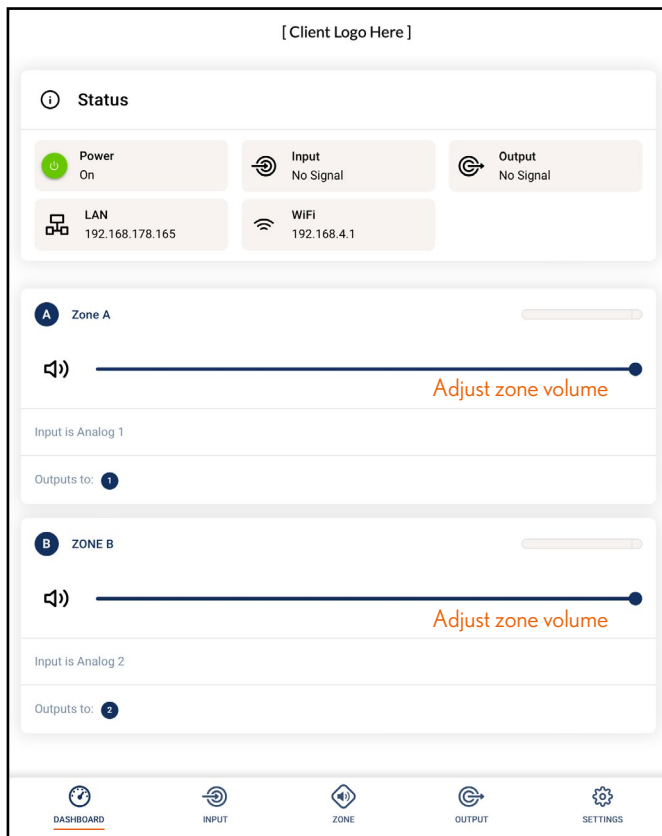 [ Client Logo Here ]
Status
Power
On
Input
No Signal
Output
No Signal
LAN
192.168.178.165
WiFi
192.168.4.1
A Zone A
Adjust zone volume
Input is Analog 1
Outputs to: 1
B ZONE B
Adjust zone volume
Input is Analog 2
Outputs to: 2
DASHBOARD
INPUT
ZONE
OUTPUT
SETTINGS